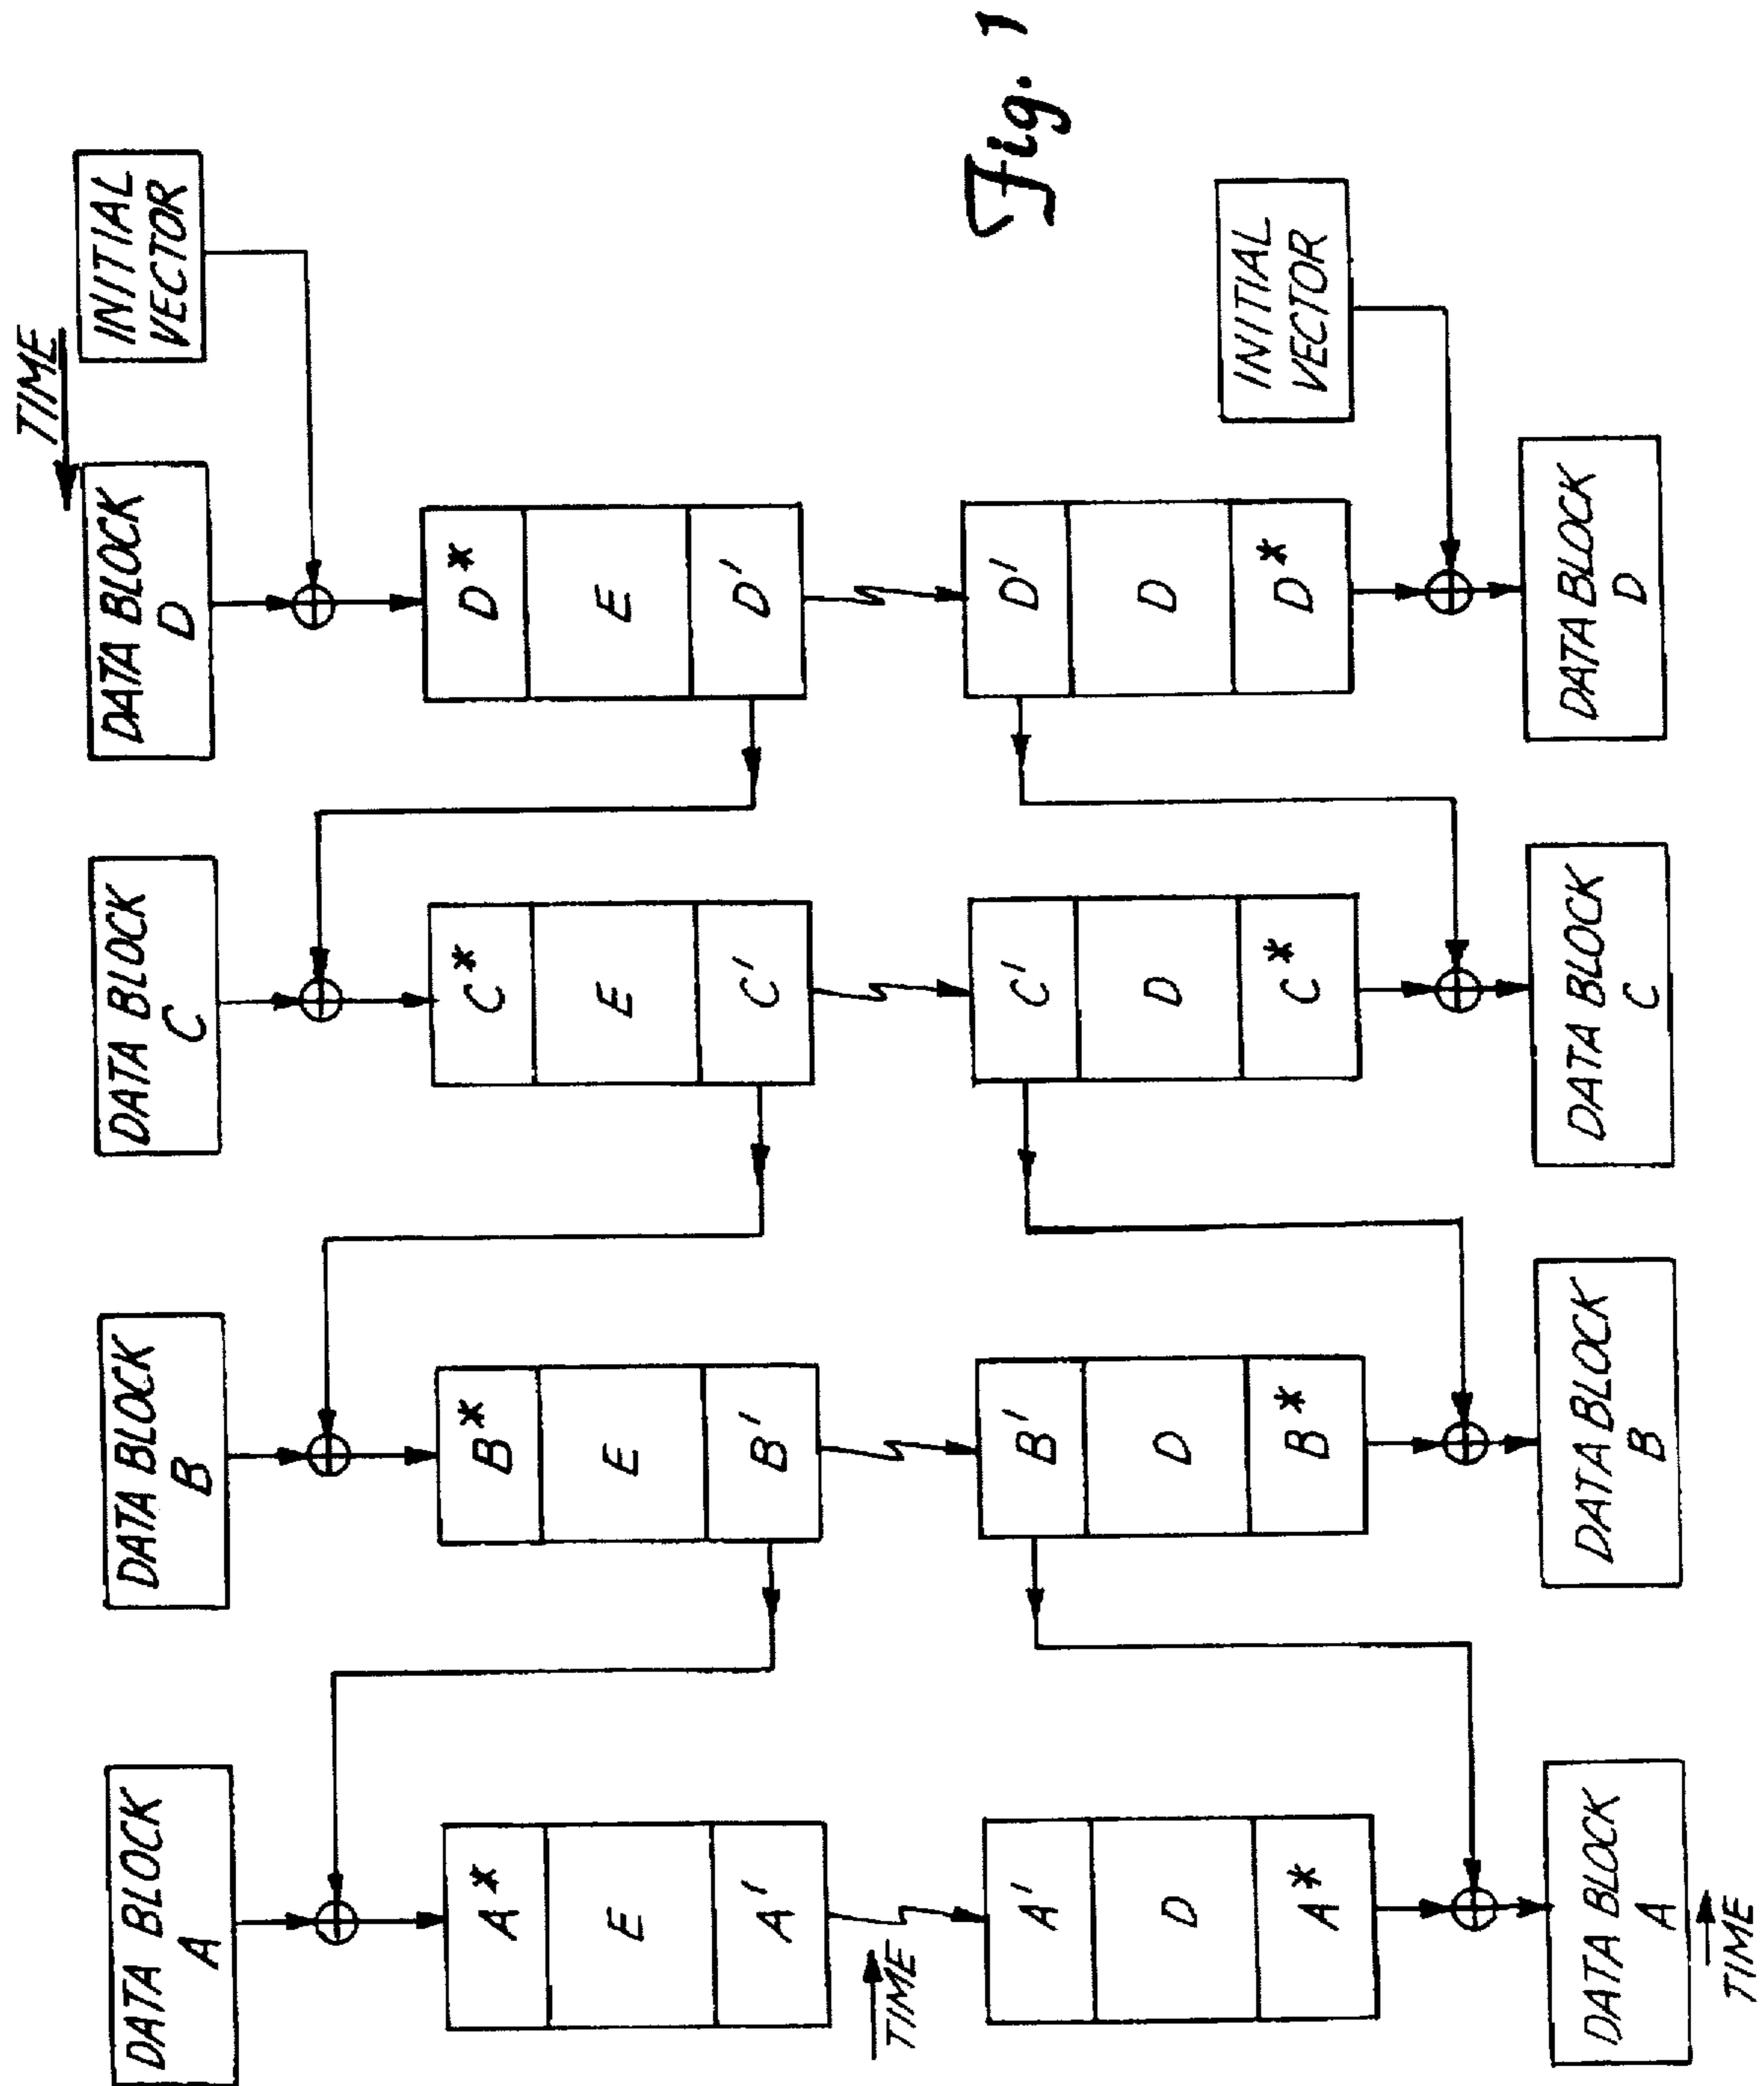 TIME
INITIAL
VECTOR
DATA BLOCK
D
DATA BLOCK
C
DATA BLOCK
B
DATA BLOCK
A
D*
E
D'
C*
E
C'
B*
E
B'
A*
E
A'
TIME
Fig. 1
D'
D
D*
C'
D
C*
B'
D
B*
A'
D
A*
INITIAL
VECTOR
DATA BLOCK
D
DATA BLOCK
C
DATA BLOCK
B
DATA BLOCK
A
TIME